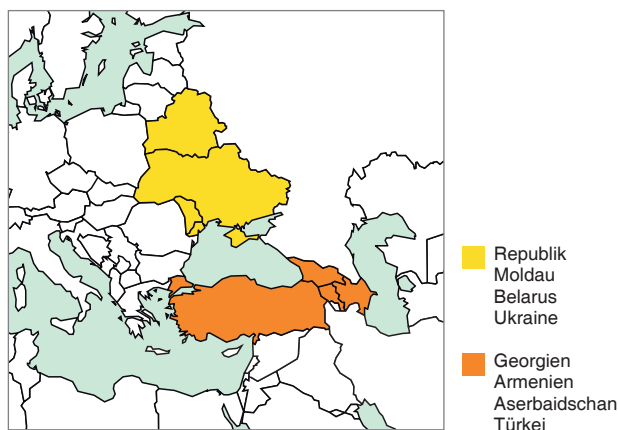 Republik
Moldau
Belarus
Ukraine
Georgien
Armenien
Aserbaidschan
Türkei